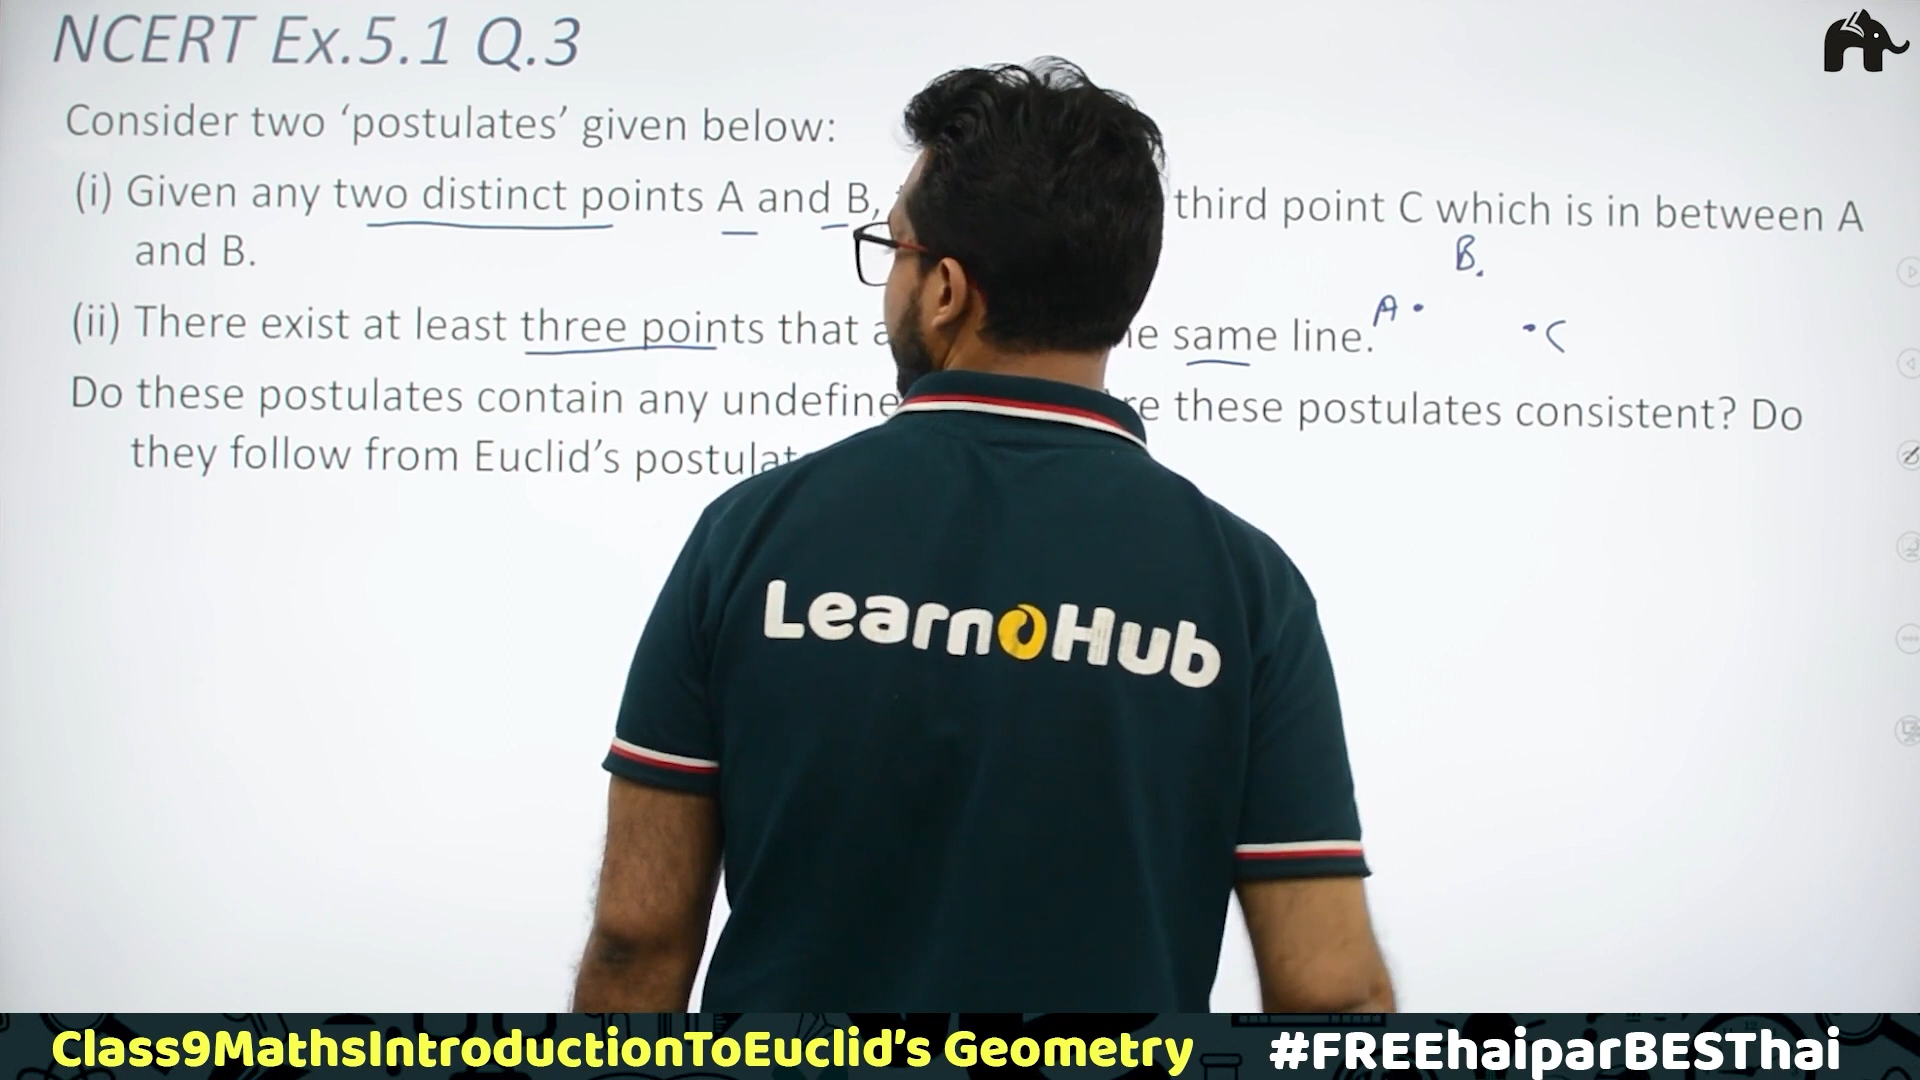 NCERT Ex.5.1 Q.3
Consider two ‘postulates’ given below:
(i) Given any two distinct points A and B, third point C which is in between A
and B.
B.
(ii) There exist at least three points that same line.
A
C
Do these postulates contain any these postulates consistent? Do
they follow from Euclid’s
LearnoHub
Class9MathsIntroductionToEuclid’s Geometry #FREEhaiparBESThai